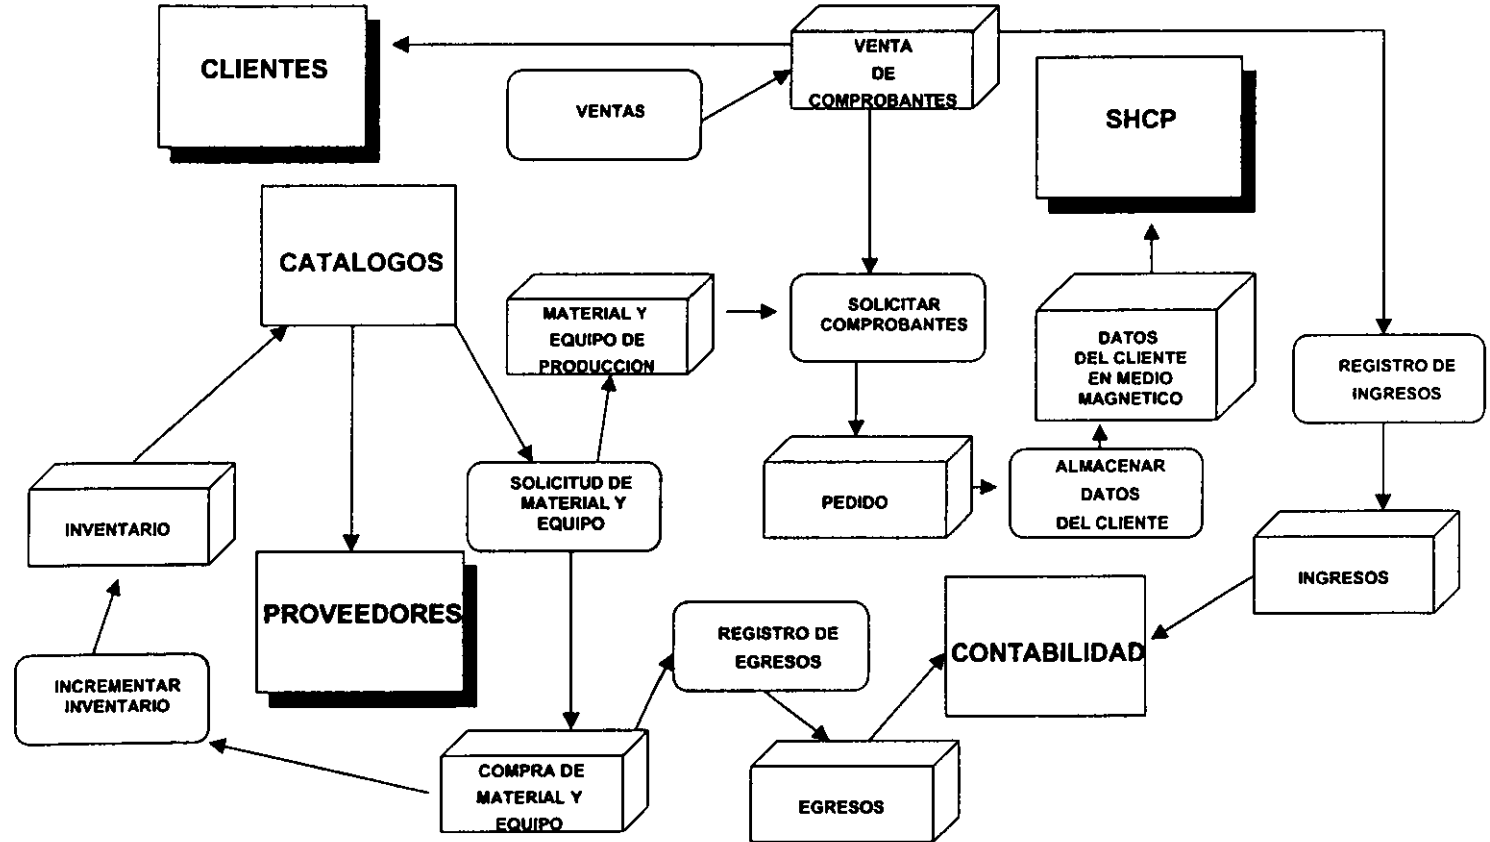 CLIENTES
VENTAS
VENTA
DE
COMPROBANTES
SHCP
CATALOGOS
MATERIAL Y
EQUIPO DE
PRODUCCIÓN
SOLICITAR
COMPROBANTES
DATOS
DEL CLIENTE
EN MEDIO
MAGNETICO
REGISTRO DE
INGRESOS
INVENTARIO
SOLICITUD DE
MATERIAL Y
EQUIPO
PEDIDO
ALMACENAR
DATOS
DEL CLIENTE
INGRESOS
PROVEEDORES
REGISTRO DE
EGRESOS
CONTABILIDAD
INCREMENTAR
INVENTARIO
COMPRA DE
MATERIAL Y
EQUIPO
EGRESOS